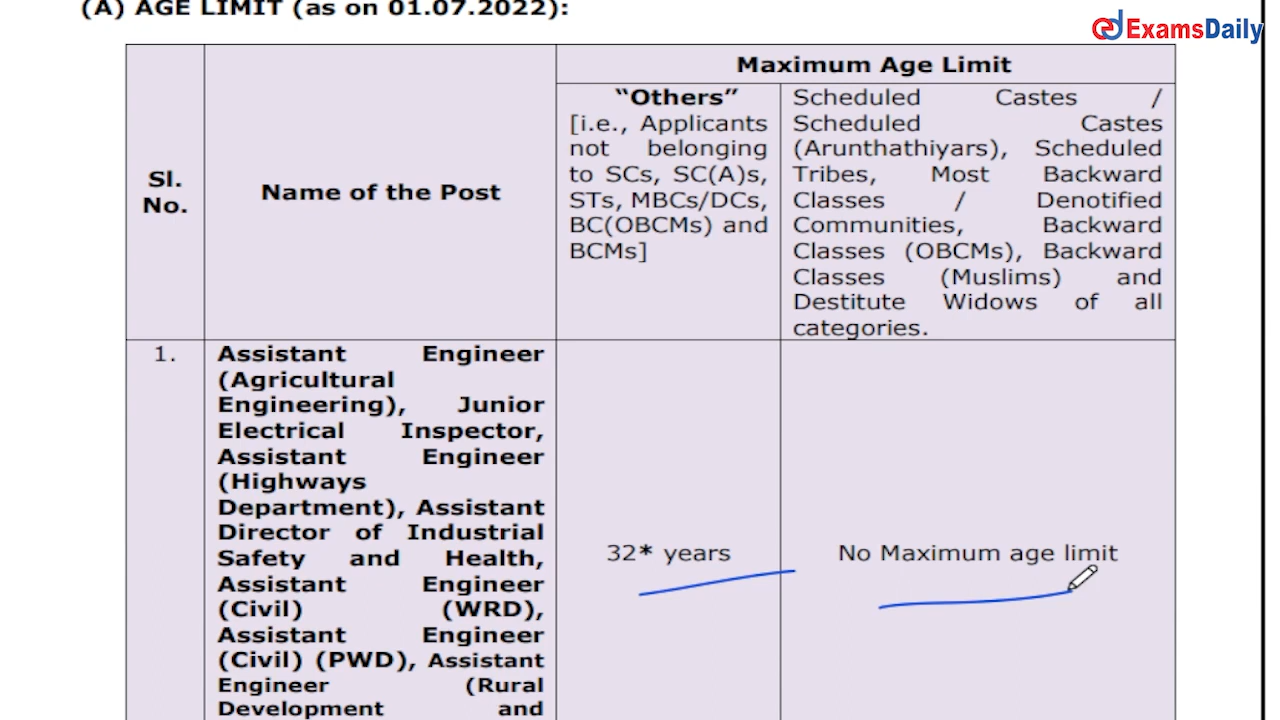 (A) AGE LIMIT (as on 01.07.2022):
ExamsDaily
Sl.
No.
Name of the Post
Maximum Age Limit
“Others”
[i.e., Applicants
not belonging
to SCs, SC(A)s,
STs, MBCs/DCs,
BC(OBCMs) and
BCMs]
Scheduled Castes /
Scheduled Castes
(Arunthathiyars), Scheduled
Tribes, Most Backward
Classes / Denotified
Communities, Backward
Classes (OBCMs), Backward
Classes (Muslims) and
Destitute Widows of all
categories.
1.
Assistant Engineer
(Agricultural
Engineering), Junior
Electrical Inspector,
Assistant Engineer
(Highways
Department), Assistant
Director of Industrial
Safety and Health,
Assistant Engineer
(Civil) (WRD),
Assistant Engineer
(Civil) (PWD), Assistant
Engineer (Rural
Development and
32* years
No Maximum age limit